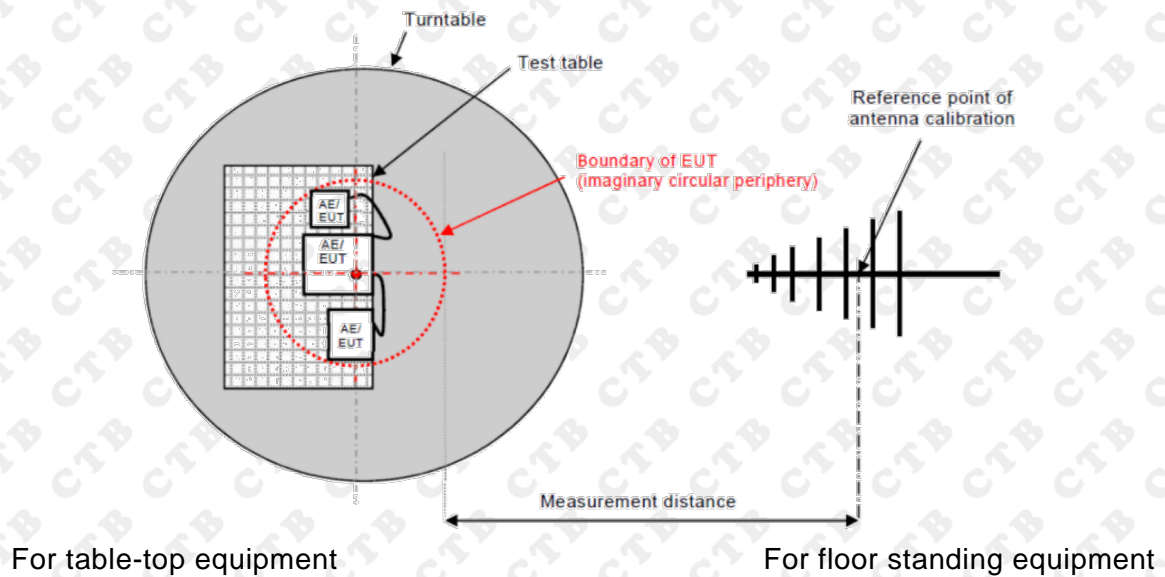 Turntable
Test table
Reference point of
antenna calibration
Boundary of EUT
(imaginary circular periphery)
AE/
EUT
AE/
EUT
AE/
EUT
Measurement distance
For table-top equipment
For floor standing equipment
CTB